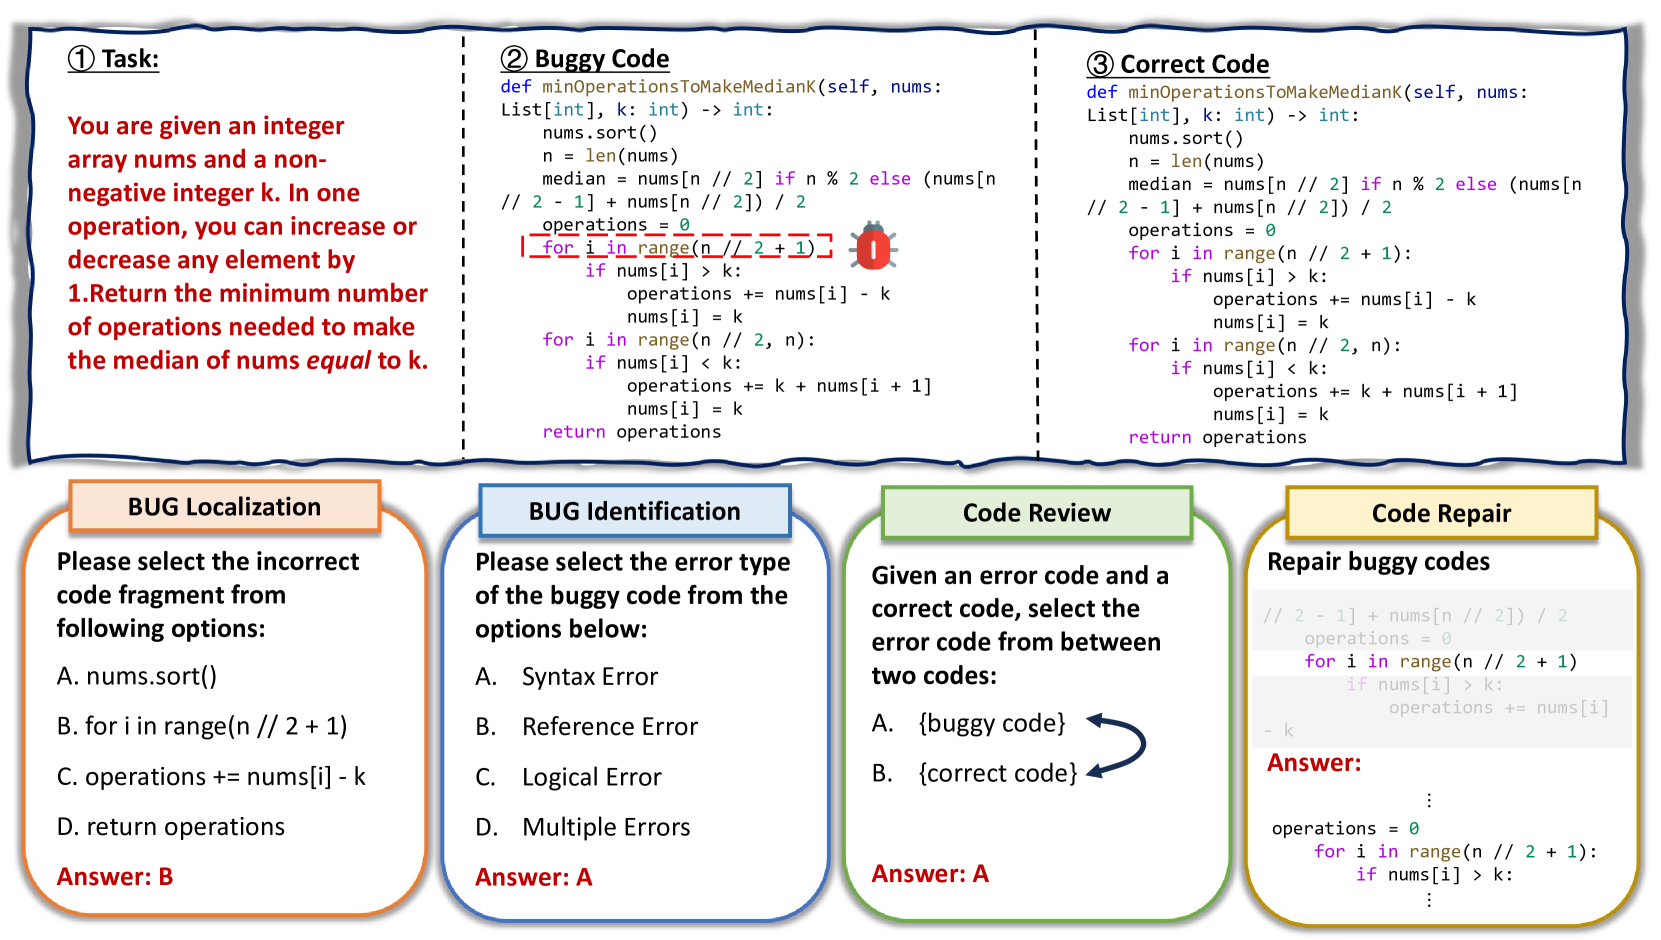 ① Task:
You are given an integer
array nums and a non-
negative integer k. In one
operation, you can increase or
decrease any element by
1.Return the minimum number
of operations needed to make
the median of nums equal to k.
② Buggy Code
def minOperationsToMakeMedianK(self, nums:
List[int], k: int) -> int:
    nums.sort()
    n = len(nums)
    median = nums[n // 2] if n % 2 else (nums[n
// 2 - 1] + nums[n // 2]) / 2
    operations = 0
    for i in range(n // 2 + 1)
        if nums[i] > k:
            operations += nums[i] - k
            nums[i] = k
    for i in range(n // 2, n):
        if nums[i] < k:
            operations += k + nums[i + 1]
            nums[i] = k
    return operations
③ Correct Code
def minOperationsToMakeMedianK(self, nums:
List[int], k: int) -> int:
    nums.sort()
    n = len(nums)
    median = nums[n // 2] if n % 2 else (nums[n
// 2 - 1] + nums[n // 2]) / 2
    operations = 0
    for i in range(n // 2 + 1):
        if nums[i] > k:
            operations += nums[i] - k
            nums[i] = k
    for i in range(n // 2, n):
        if nums[i] < k:
            operations += k + nums[i + 1]
            nums[i] = k
    return operations
BUG Localization
Please select the incorrect
code fragment from
following options:
A. nums.sort()
B. for i in range(n // 2 + 1)
C. operations += nums[i] - k
D. return operations
Answer: B
BUG Identification
Please select the error type
of the buggy code from the
options below:
A. Syntax Error
B. Reference Error
C. Logical Error
D. Multiple Errors
Answer: A
Code Review
Given an error code and a
correct code, select the
error code from between
two codes:
A. {buggy code}
B. {correct code}
Answer: A
Code Repair
Repair buggy codes
// 2 - 1] + nums[n // 2]) / 2
    operations = 0
    for i in range(n // 2 + 1)
        if nums[i] > k:
            operations += nums[i]
- k
Answer:
⋮
operations = 0
    for i in range(n // 2 + 1):
        if nums[i] > k:
⋮